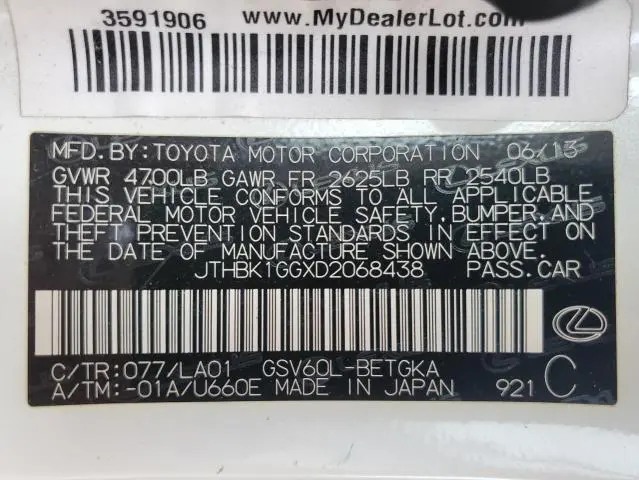 3591906 www.MyDealerLot.com
MFD.BY:TOYOTA MOTOR CORPORATION 06/13
GVWR 4700LB GAWR FR 2625LB RR 2540LB
THIS VEHICLE CONFORMS TO ALL APPLICABLE
FEDERAL MOTOR VEHICLE SAFETY,BUMPER,AND
THEFT PREVENTION STANDARDS IN EFFECT ON
THE DATE OF MANUFACTURE SHOWN ABOVE.
JTHBK1GGXD2068438 PASS.CAR
C/TR:077/LA01 GSV60L-BETGKA
A/TM:-01A/U660E MADE IN JAPAN 921 C